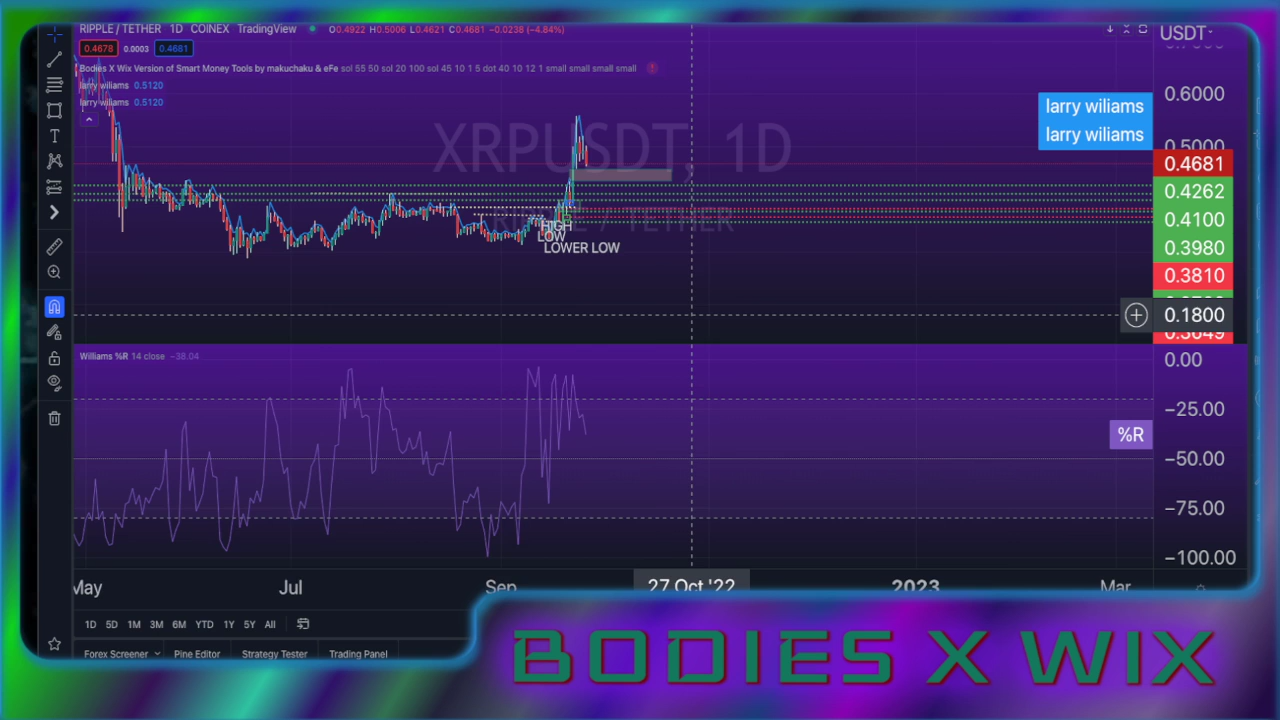 RIPPLE / TETHER 1D COINEX TradingView O0.4922 H0.5006 L0.4621 C0.4681 −0.0238 (−4.84%)
USDT
0.4678 0.0003 0.4681
Bodies X Wix Version of Smart Money Tools by makuchaku & eFe sol 55 50 sol 20 100 sol 45 10 1 5 dot 40 10 12 1 small small small small
larry wiliams 0.5120
larry wiliams 0.5120
0.6000
larry wiliams
larry wiliams
0.5000
XRPUSDT, 1D
0.4681
0.4262
0.4100
RIPPLE / TETHER
HIGH
LOW
LOWER LOW
0.3980
0.3810
0.1800
0.3649
Williams %R 14 close −38.04
0.00
−25.00
%R
−50.00
−75.00
−100.00
May Jul Sep 27 Oct '22 2023 Mar
1D 5D 1M 3M 6M YTD 1Y 5Y All
Forex Screener Pine Editor Strategy Tester Trading Panel
BODIES X WIX